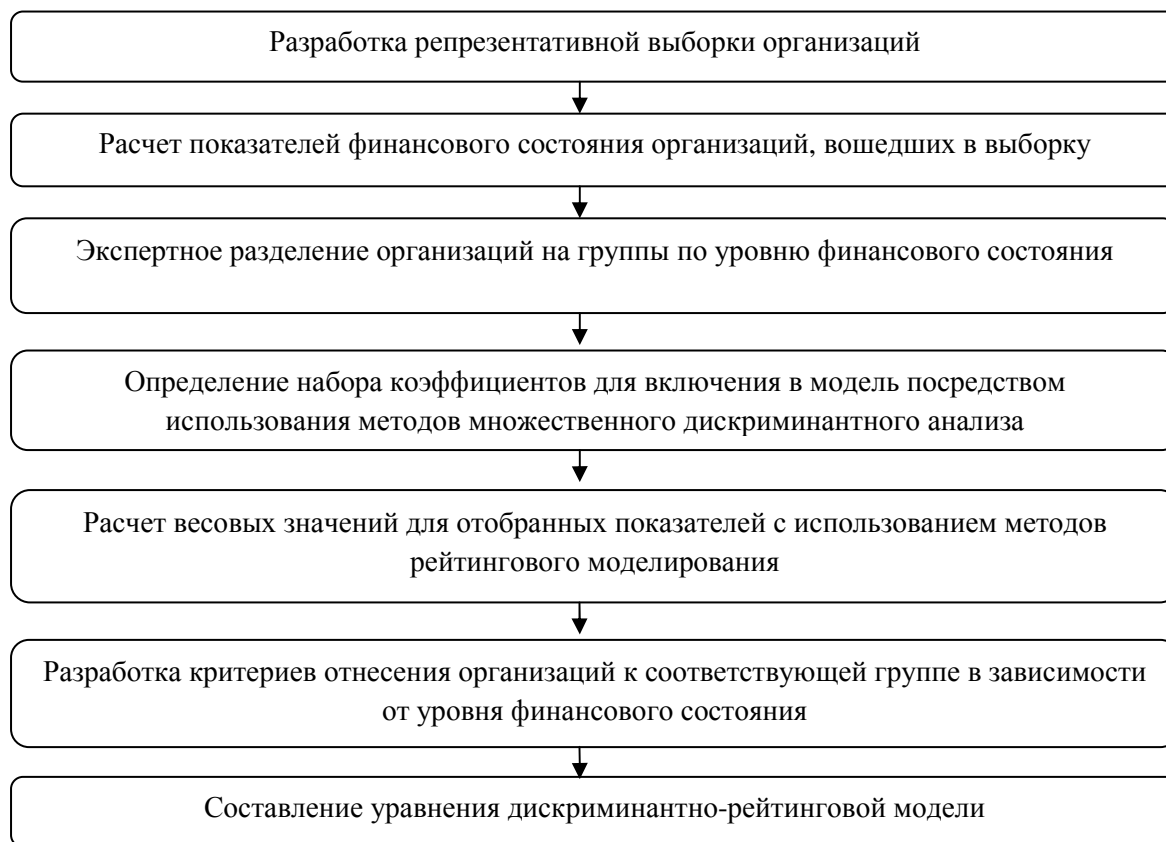 Разработка репрезентативной выборки организаций
Расчет показателей финансового состояния организаций, вошедших в выборку
Экспертное разделение организаций на группы по уровню финансового состояния
Определение набора коэффициентов для включения в модель посредством
использования методов множественного дискриминантного анализа
Расчет весовых значений для отобранных показателей с использованием методов
рейтингового моделирования
Разработка критериев отнесения организаций к соответствующей группе в зависимости
от уровня финансового состояния
Составление уравнения дискриминантно-рейтинговой модели